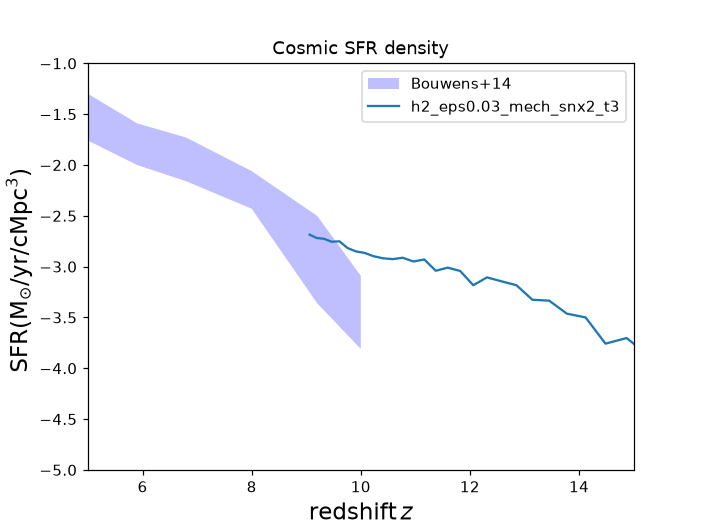 Cosmic SFR density
Bouwens+14
h2_eps0.03_mech_snx2_t3
SFR(M⊙/yr/cMpc³)
−1.0
−1.5
−2.0
−2.5
−3.0
−3.5
−4.0
−4.5
−5.0
6 8 10 12 14
redshift z